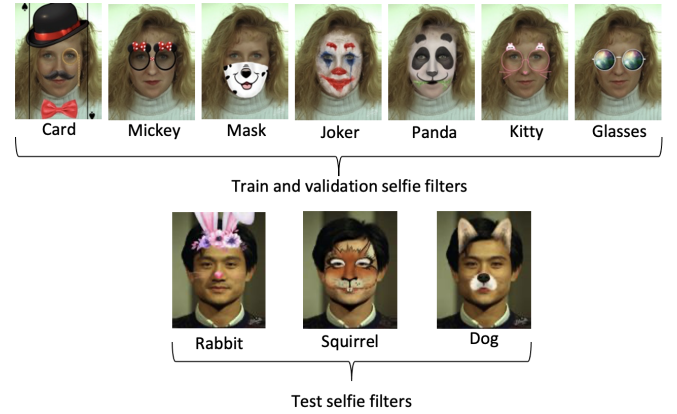 Card Mickey Mask Joker Panda Kitty Glasses
Train and validation selfie filters
Rabbit Squirrel Dog
Test selfie filters